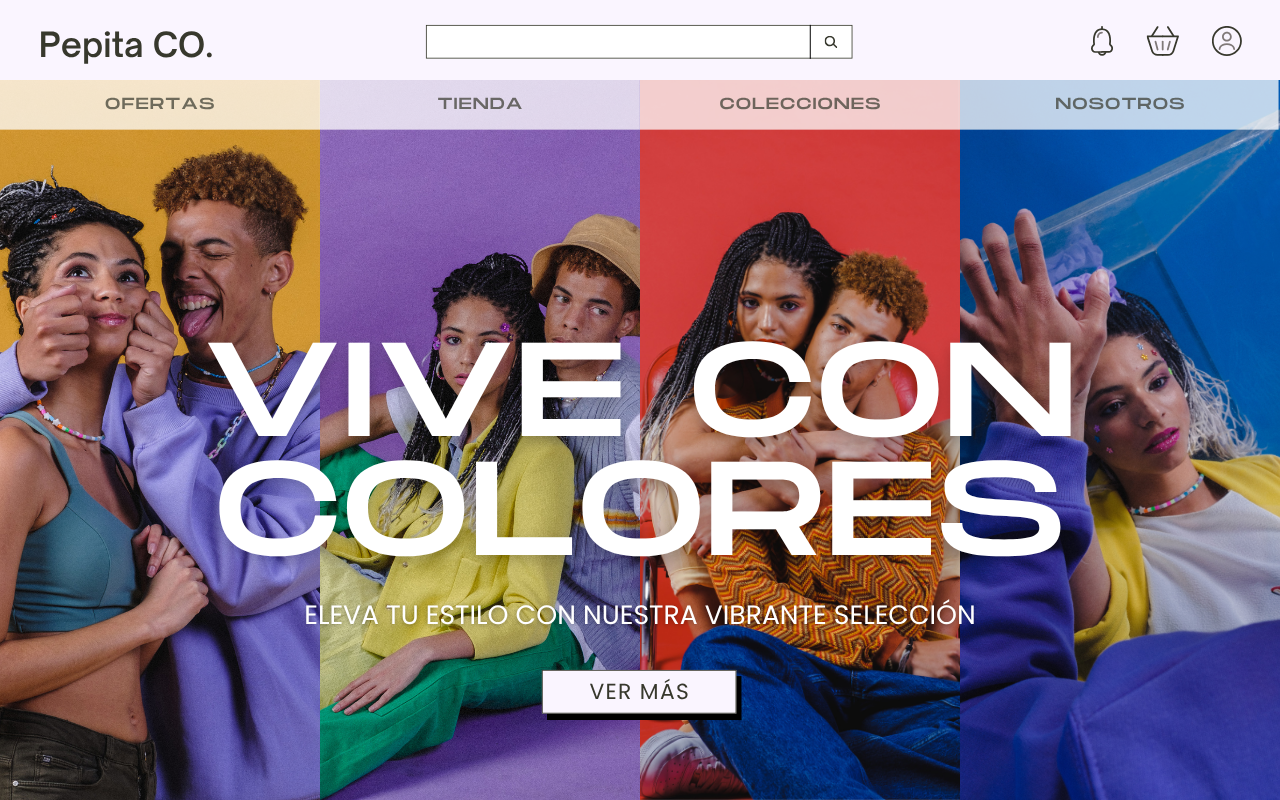 Pepita CO.
OFERTAS
TIENDA
COLECCIONES
NOSOTROS
VIVE CON
COLORES
ELEVA TU ESTILO CON NUESTRA VIBRANTE SELECCIÓN
VER MÁS